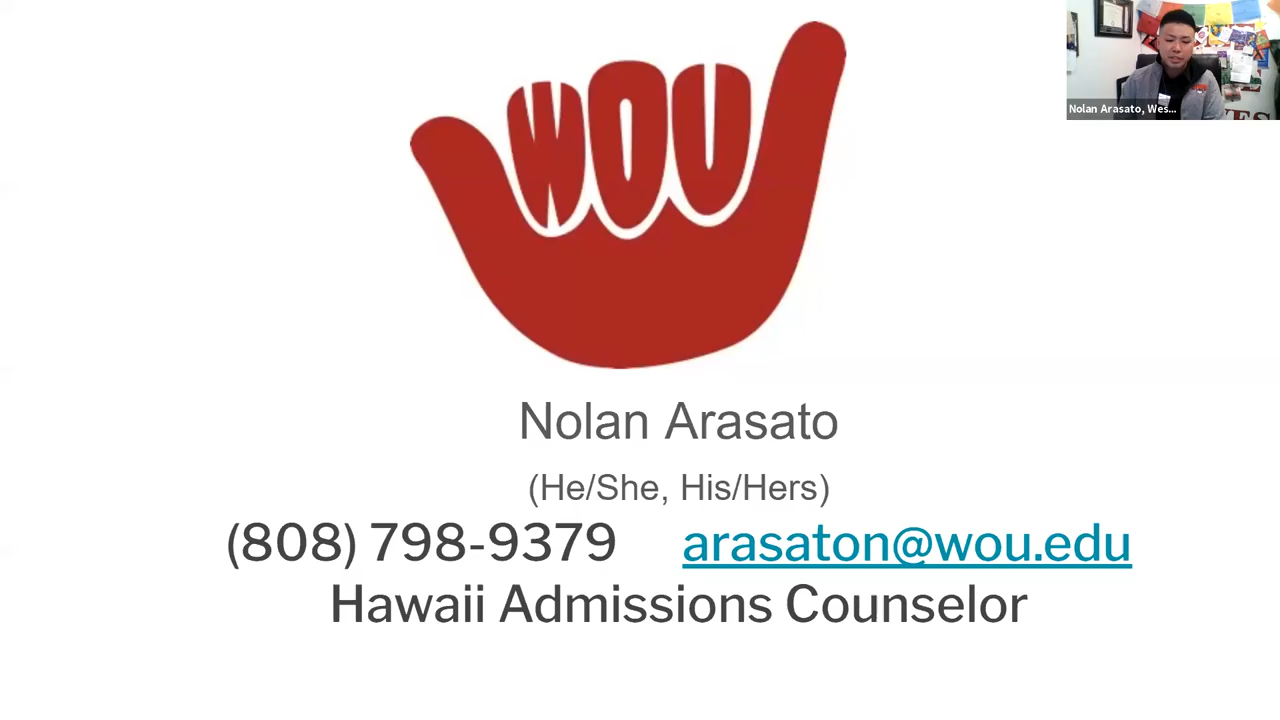 WOU
Nolan Arasato, Wes...
Nolan Arasato
(He/She, His/Hers)
(808) 798-9379 arasaton@wou.edu
Hawaii Admissions Counselor